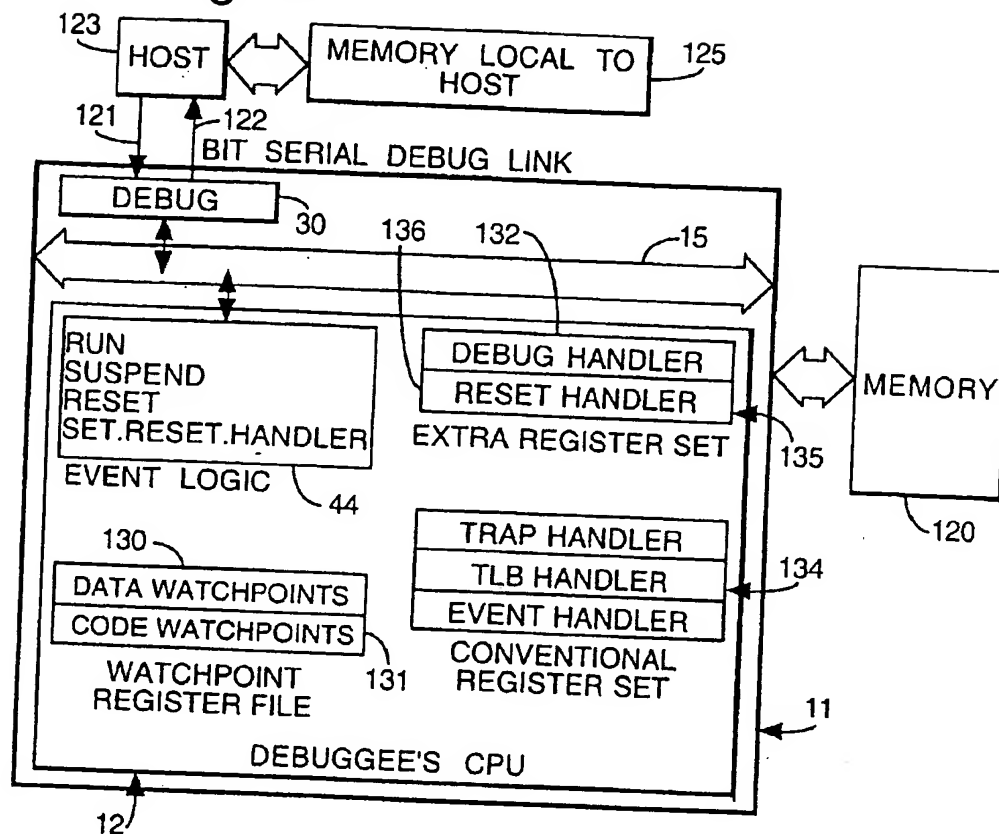 123
HOST
MEMORY LOCAL TO
HOST
125
121
122
BIT SERIAL DEBUG LINK
DEBUG
30
136
132
15
RUN
SUSPEND
RESET
SET.RESET.HANDLER
EVENT LOGIC
44
DEBUG HANDLER
RESET HANDLER
EXTRA REGISTER SET
135
MEMORY
120
130
DATA WATCHPOINTS
CODE WATCHPOINTS
131
WATCHPOINT
REGISTER FILE
TRAP HANDLER
TLB HANDLER
EVENT HANDLER
134
CONVENTIONAL
REGISTER SET
11
DEBUGGEE'S CPU
12